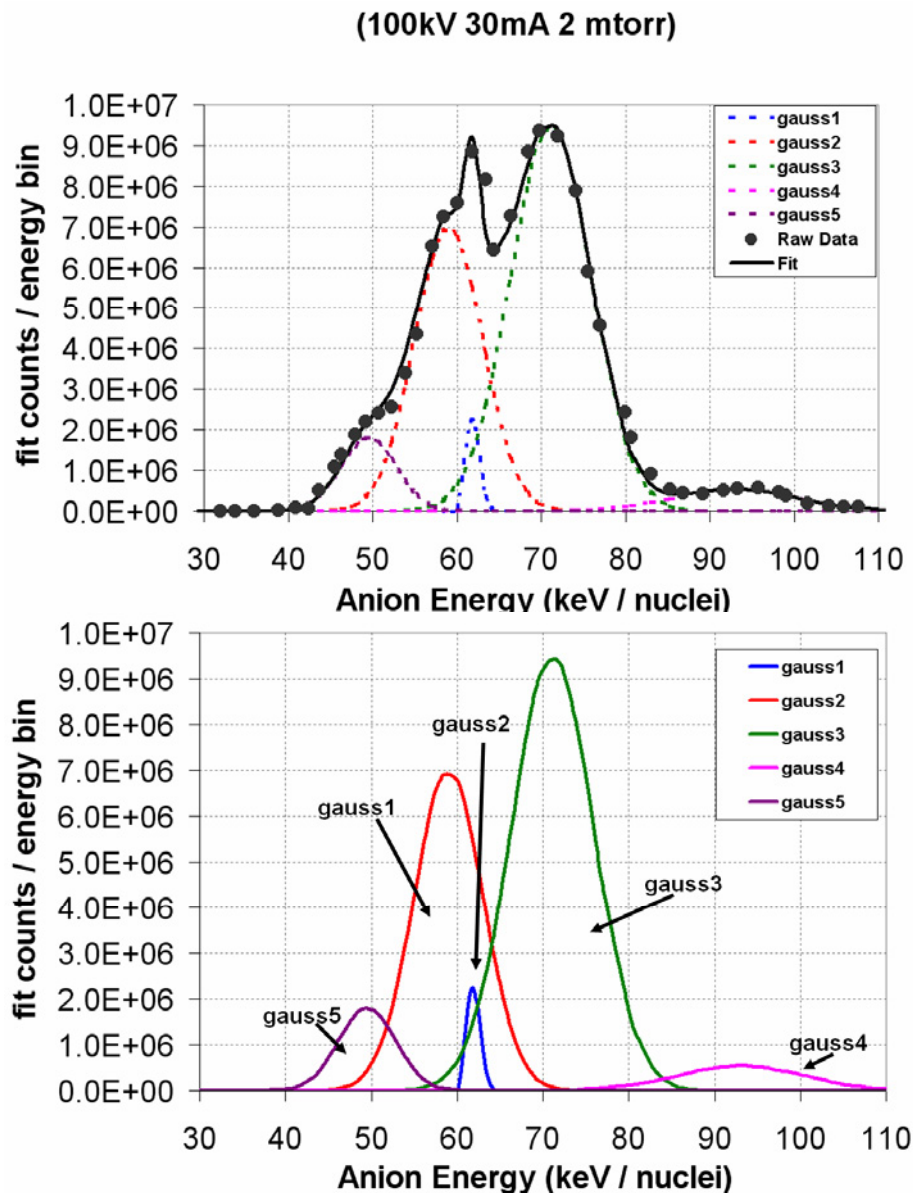 (100kV 30mA 2 mtorr)
fit counts / energy bin
1.0E+07
9.0E+06
8.0E+06
7.0E+06
6.0E+06
5.0E+06
4.0E+06
3.0E+06
2.0E+06
1.0E+06
0.0E+00
gauss1
gauss2
gauss3
gauss4
gauss5
Raw Data
Fit
30 40 50 60 70 80 90 100 110
Anion Energy (keV / nuclei)
fit counts / energy bin
1.0E+07
9.0E+06
8.0E+06
7.0E+06
6.0E+06
5.0E+06
4.0E+06
3.0E+06
2.0E+06
1.0E+06
0.0E+00
gauss1
gauss2
gauss3
gauss4
gauss5
gauss2
gauss1
gauss3
gauss5
gauss4
30 40 50 60 70 80 90 100 110
Anion Energy (keV / nuclei)